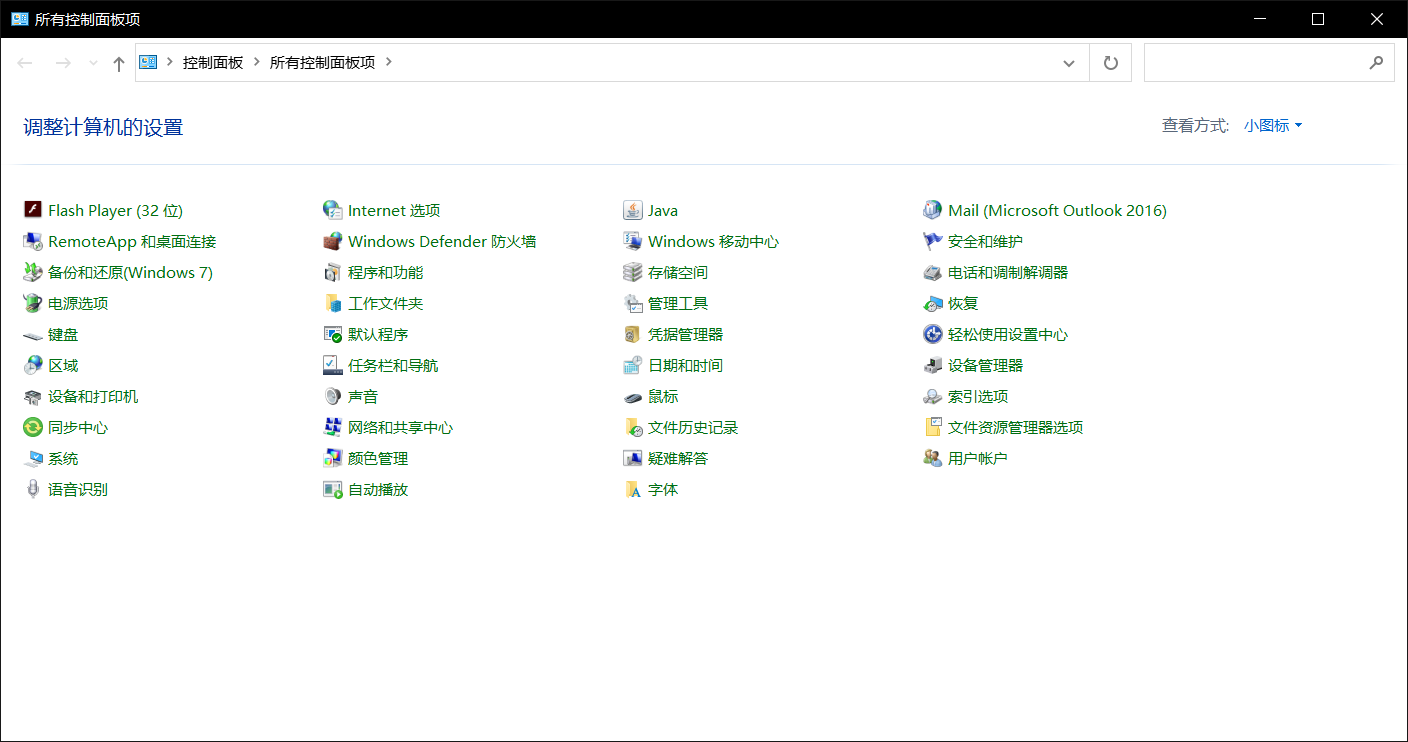 所有控制面板项
控制面板 所有控制面板项
调整计算机的设置
查看方式: 小图标
Flash Player (32 位) Internet 选项 Java Mail (Microsoft Outlook 2016)
RemoteApp 和桌面连接 Windows Defender 防火墙 Windows 移动中心 安全和维护
备份和还原(Windows 7) 程序和功能 存储空间 电话和调制解调器
电源选项 工作文件夹 管理工具 恢复
键盘 默认程序 凭据管理器 轻松使用设置中心
区域 任务栏和导航 日期和时间 设备管理器
设备和打印机 声音 鼠标 索引选项
同步中心 网络和共享中心 文件历史记录 文件资源管理器选项
系统 颜色管理 疑难解答 用户帐户
语音识别 自动播放 字体